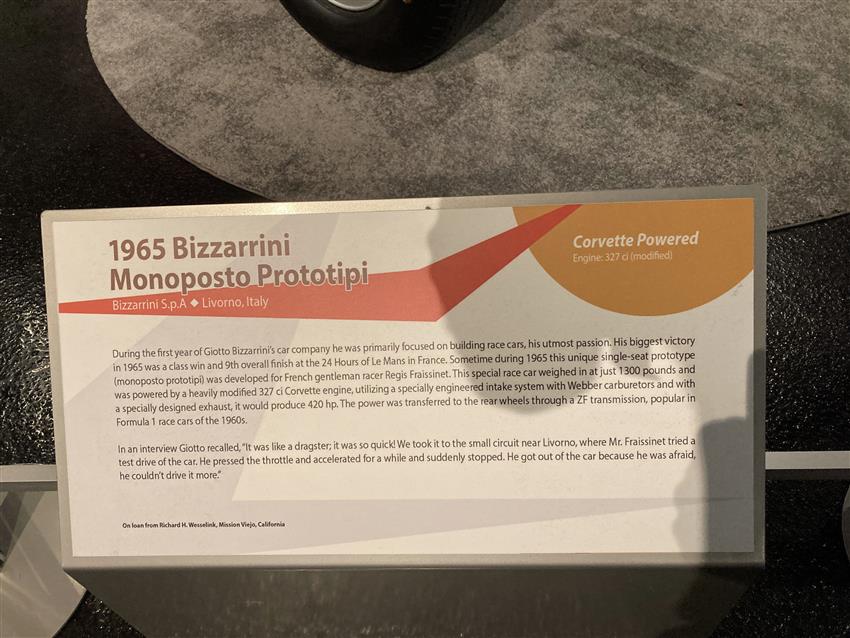 1965 Bizzarrini
Monoposto Prototipi
Bizzarrini S.p.A ◆ Livorno, Italy
Corvette Powered
Engine: 327 ci (modified)
During the first year of Giotto Bizzarrini's car company he was primarily focused on building race cars, his utmost passion. His biggest victory
in 1965 was a class win and 9th overall finish at the 24 Hours of Le Mans in France. Sometime during 1965 this unique single-seat prototype
(monoposto prototipi) was developed for French gentleman racer Regis Fraissinet. This special race car weighed in at just 1300 pounds and
was powered by a heavily modified 327 ci Corvette engine, utilizing a specially engineered intake system with Webber carburetors and with
a specially designed exhaust, it would produce 420 hp. The power was transferred to the rear wheels through a ZF transmission, popular in
Formula 1 race cars of the 1960s.
In an interview Giotto recalled, "It was like a dragster; it was so quick! We took it to the small circuit near Livorno, where Mr. Fraissinet tried a
test drive of the car. He pressed the throttle and accelerated for a while and suddenly stopped. He got out of the car because he was afraid,
he couldn't drive it more."
On loan from Richard H. Wesselink, Mission Viejo, California